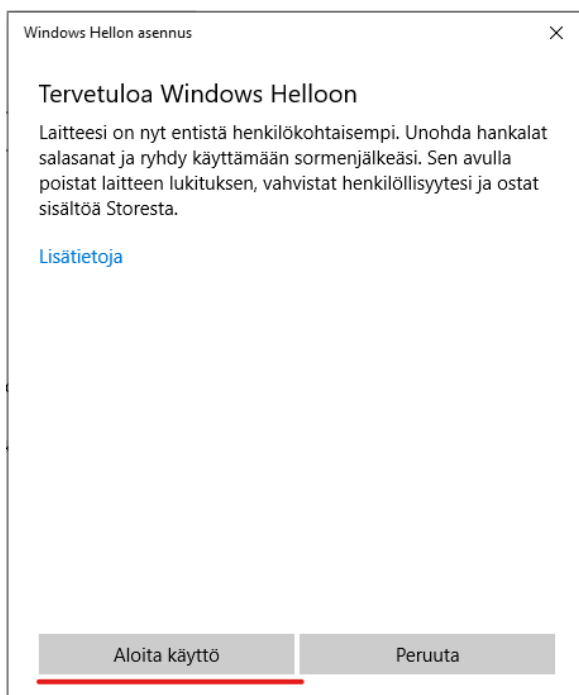 Windows Hellon asennus
Tervetuloa Windows Helloon
Laitteesi on nyt entistä henkilökohtaisempi. Unohda hankalat
salasanat ja ryhdy käyttämään sormenjälkeäsi. Sen avulla
poistat laitteen lukituksen, vahvistat henkilöllisyytesi ja ostat
sisältöä Storesta.
Lisätietoja
Aloita käyttö
Peruuta